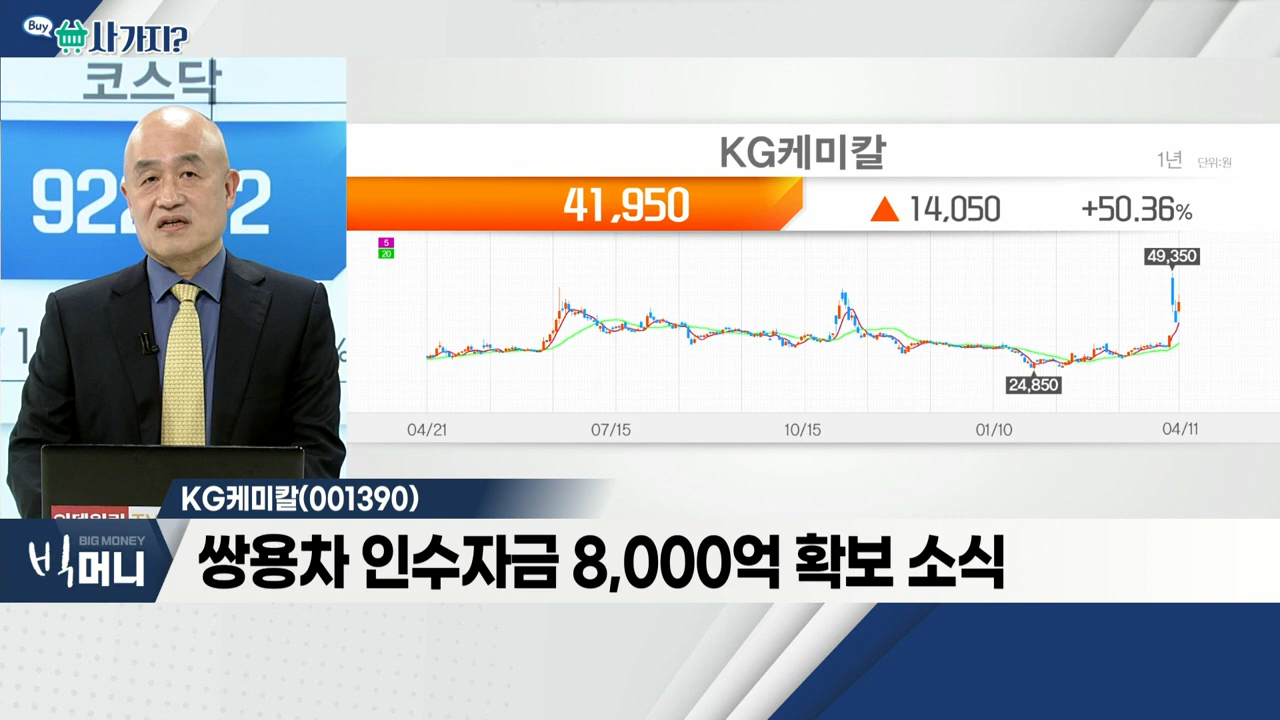 Buy
사가지?
코스닥
KG케미칼
1년 단위:원
41,950 ▲ 14,050 +50.36%
5
20
49,350
24,850
04/21 07/15 10/15 01/10 04/11
KG케미칼(001390)
BIG MONEY
빅머니
쌍용차 인수자금 8,000억 확보 소식